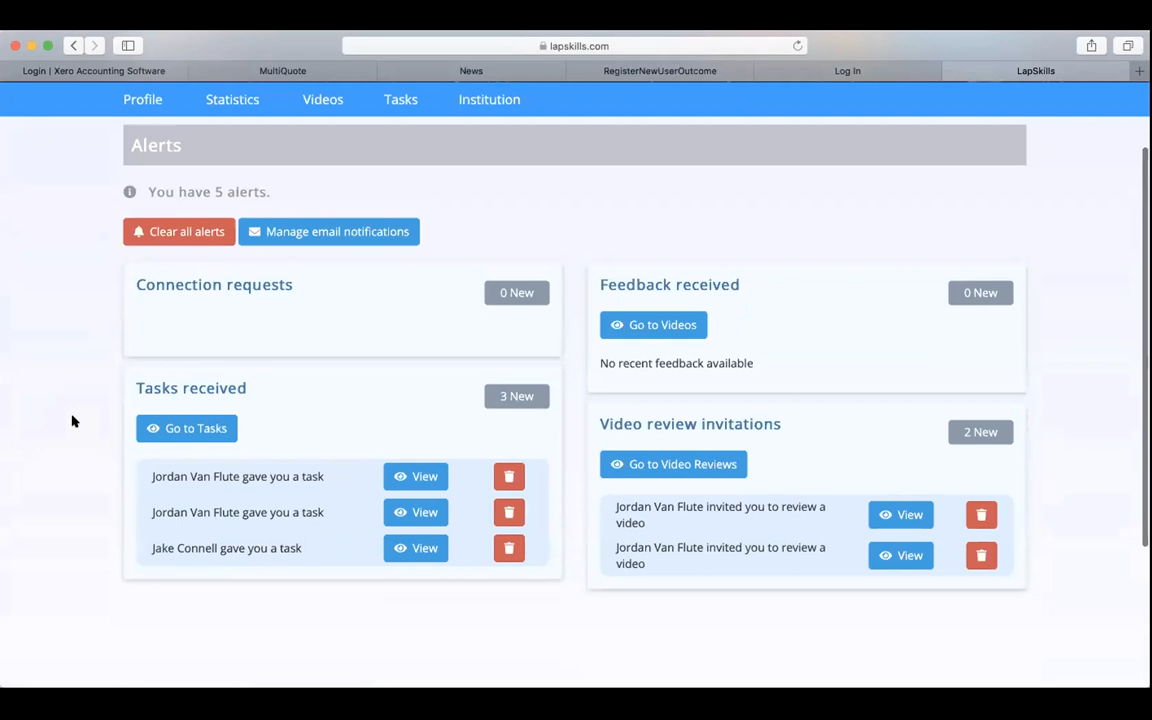 lapskills.com
Login | Xero Accounting Software
MultiQuote
News
RegisterNewUserOutcome
Log In
LapSkills
Profile
Statistics
Videos
Tasks
Institution
Alerts
You have 5 alerts.
Clear all alerts
Manage email notifications
Connection requests
0 New
Tasks received
3 New
Go to Tasks
Jordan Van Flute gave you a task
View
Jordan Van Flute gave you a task
View
Jake Connell gave you a task
View
Feedback received
0 New
Go to Videos
No recent feedback available
Video review invitations
2 New
Go to Video Reviews
Jordan Van Flute invited you to review a
video
View
Jordan Van Flute invited you to review a
video
View